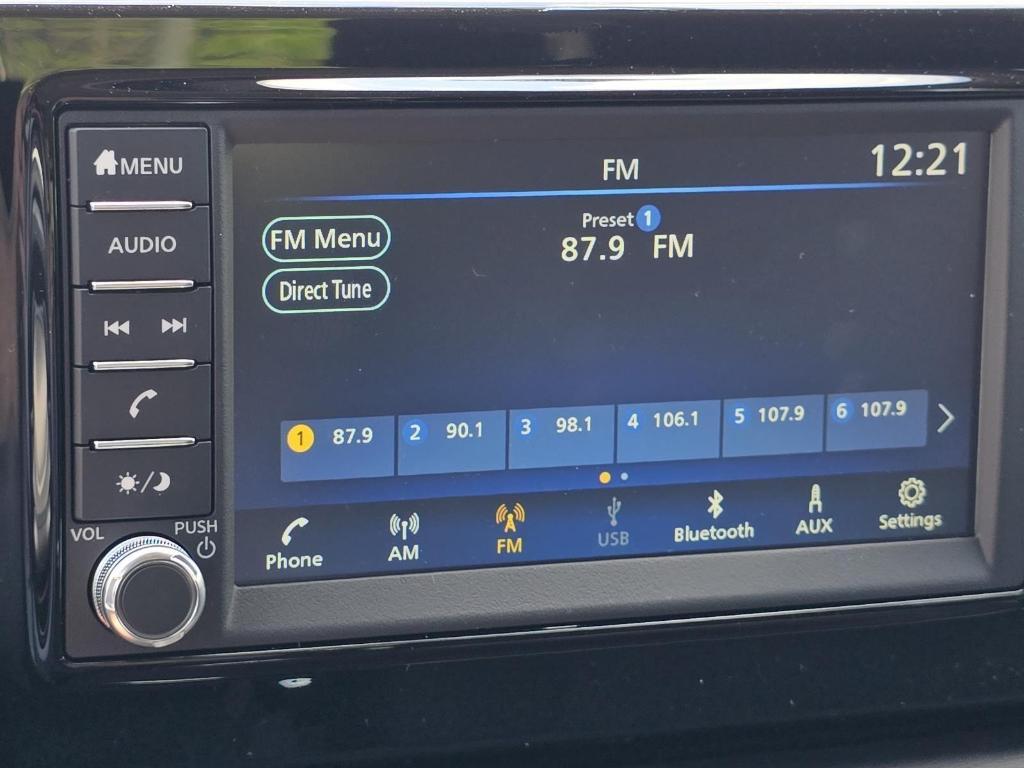 MENU
AUDIO
VOL
PUSH
FM
12:21
FM Menu
Direct Tune
Preset 1
87.9 FM
1 87.9
2 90.1
3 98.1
4 106.1
5 107.9
6 107.9
Phone
AM
FM
USB
Bluetooth
AUX
Settings